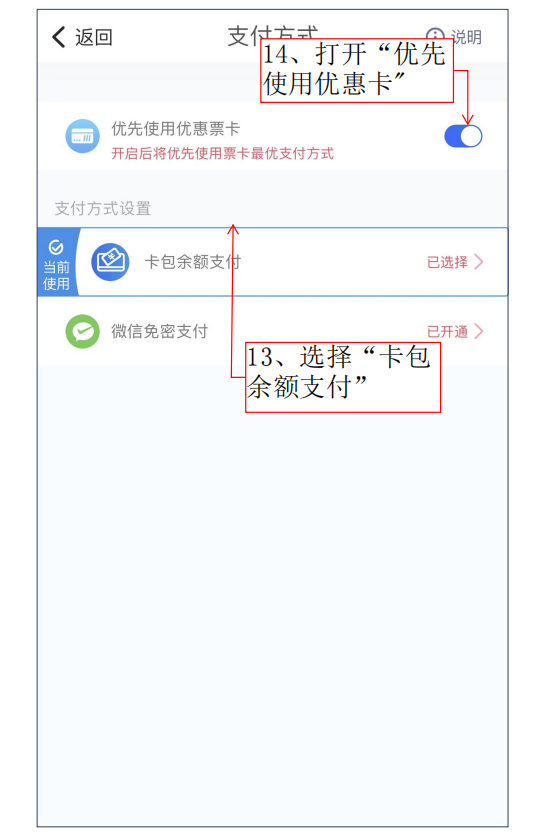 返回
支付方式
说明
14、打开“优先
使用优惠卡”
优先使用优惠票卡
开启后将优先使用票卡最优支付方式
支付方式设置
当前
使用
卡包余额支付
已选择
微信免密支付
已开通
13、选择“卡包
余额支付”